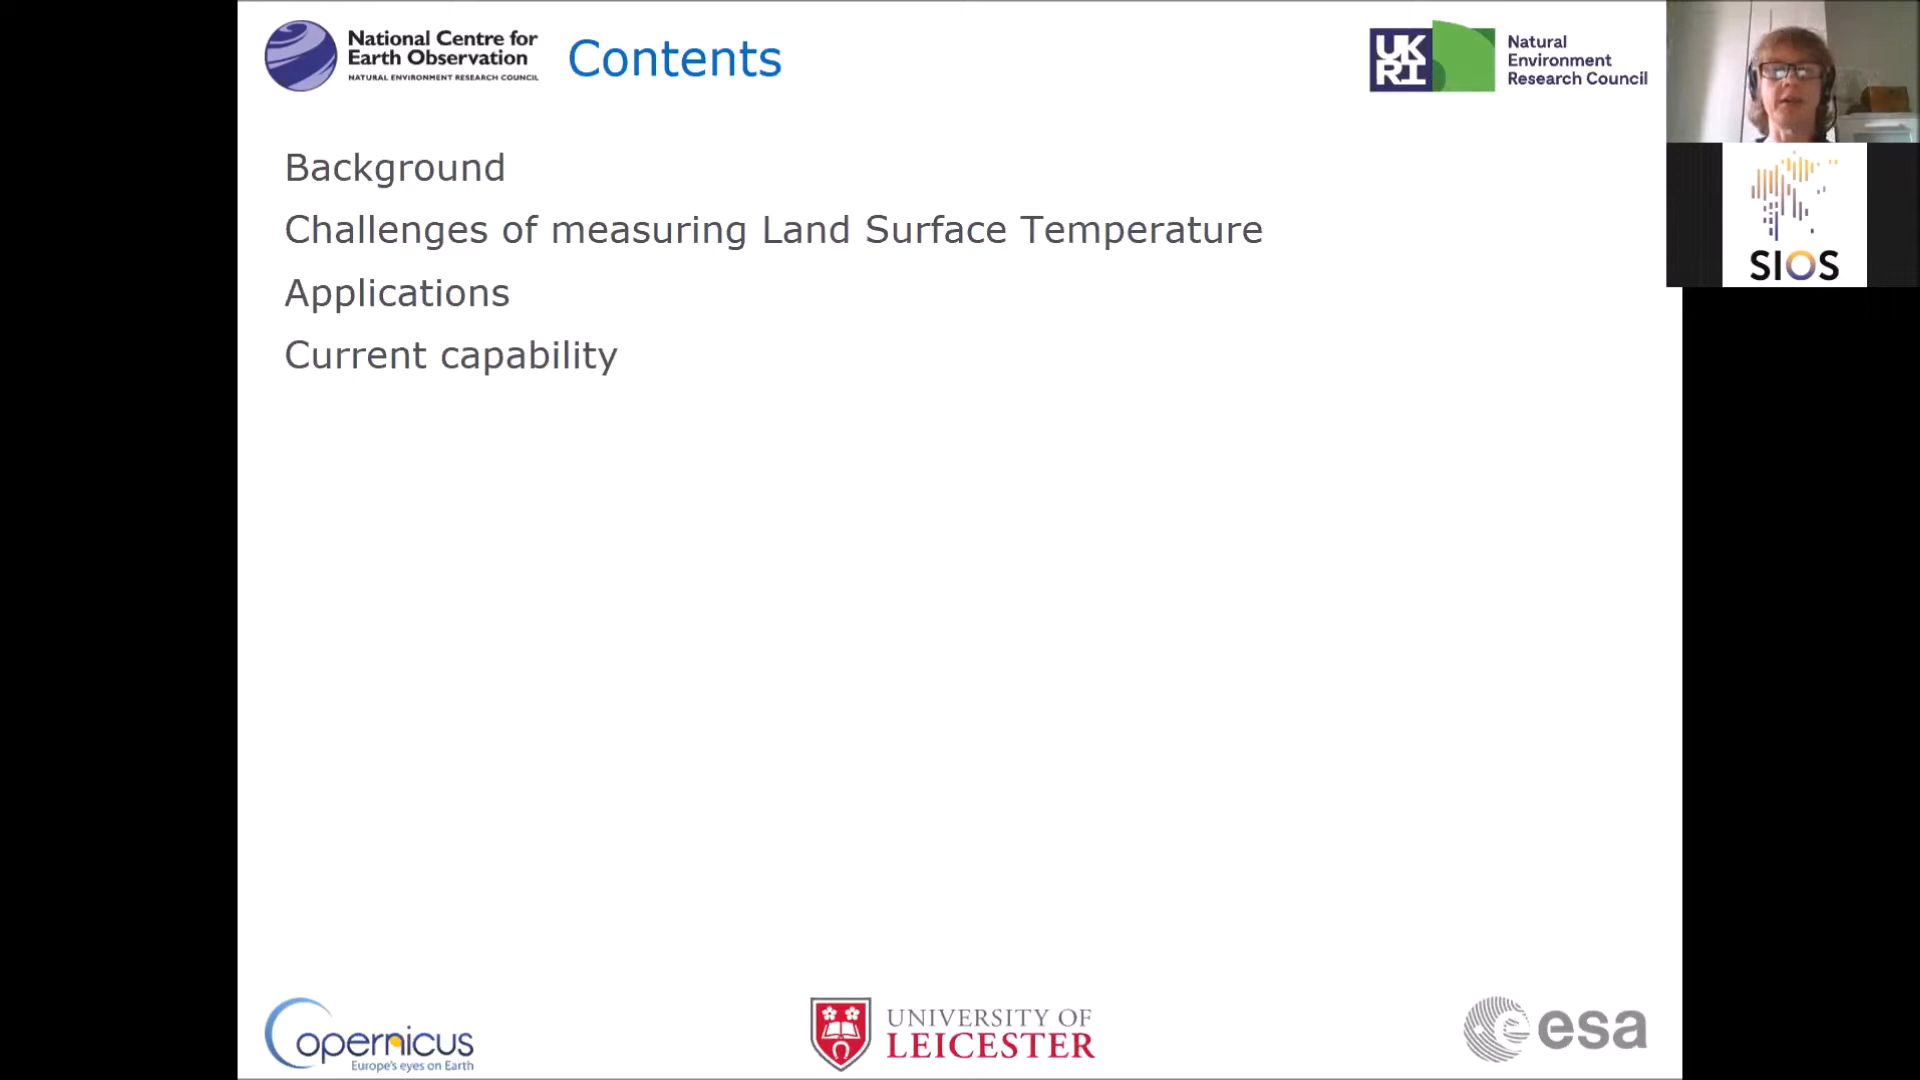 National Centre for
Earth Observation
NATURAL ENVIRONMENT RESEARCH COUNCIL
Contents
UK
RI
Natural
Environment
Research Council
Background
Challenges of measuring Land Surface Temperature
Applications
Current capability
SIOS
Copernicus
Europe's eyes on Earth
UNIVERSITY OF
LEICESTER
esa